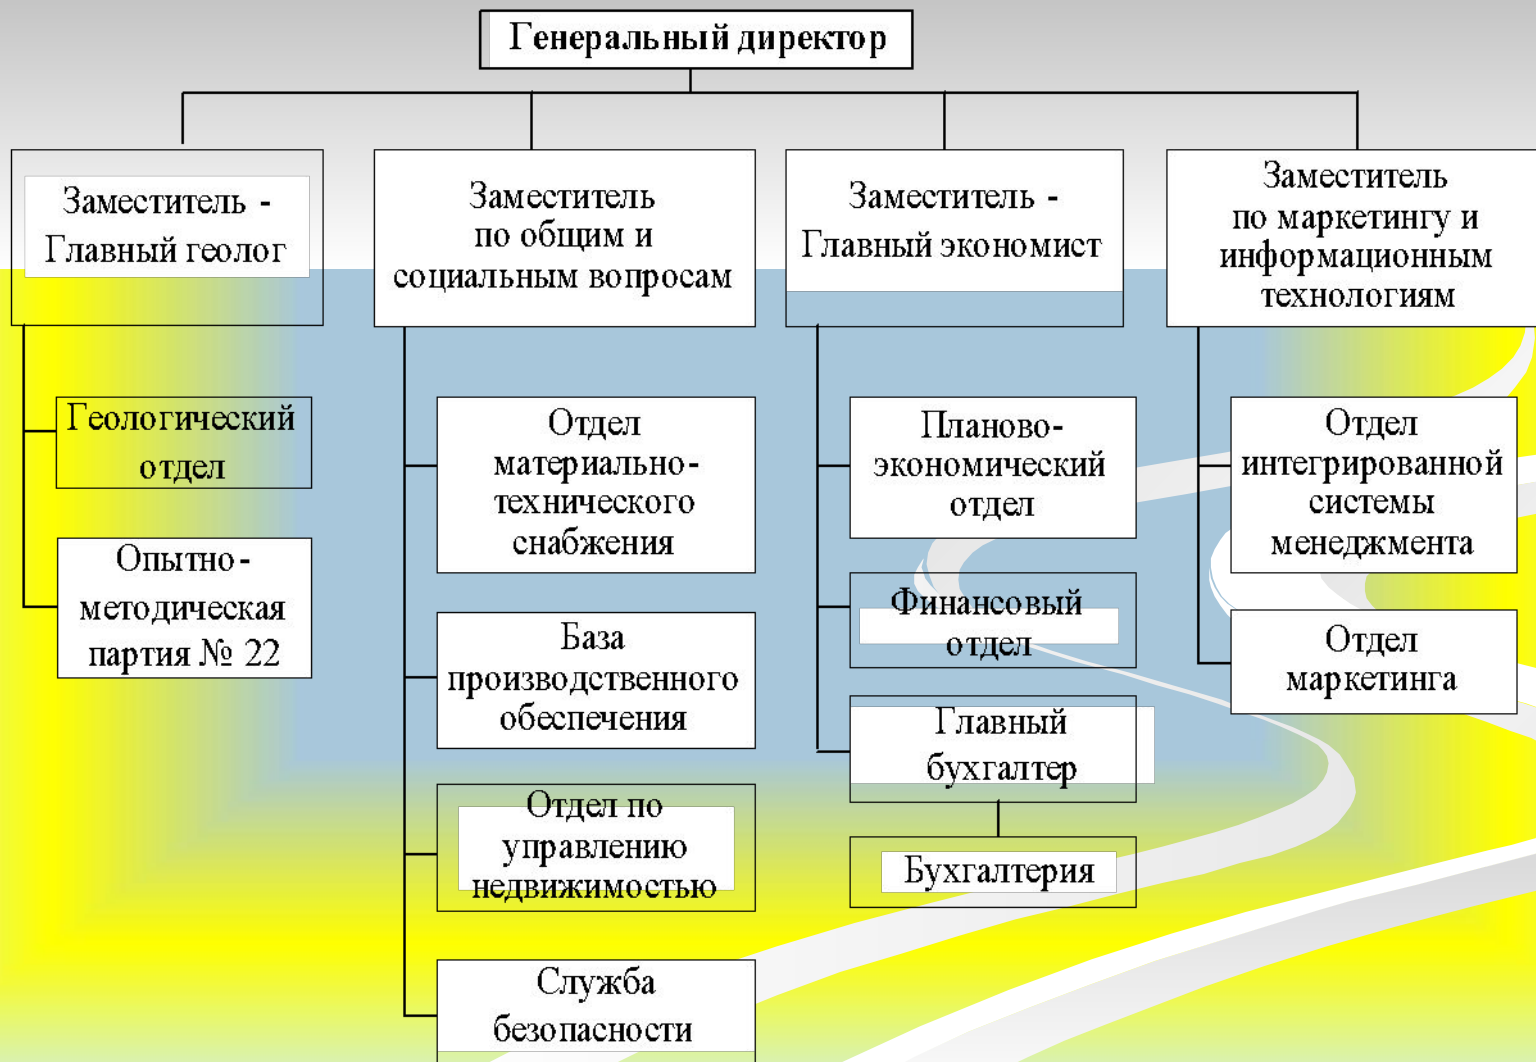 Генеральный директор
Заместитель -
Главный геолог
Заместитель
по общим и
социальным вопросам
Заместитель -
Главный экономист
Заместитель
по маркетингу и
информационным
технологиям
Геологический
отдел
Опытно-
методическая
партия № 22
Отдел
материально-
технического
снабжения
База
производственного
обеспечения
Отдел по
управлению
недвижимостью
Служба
безопасности
Планово-
экономический
отдел
Финансовый
отдел
Главный
бухгалтер
Бухгалтерия
Отдел
интегрированной
системы
менеджмента
Отдел
маркетинга